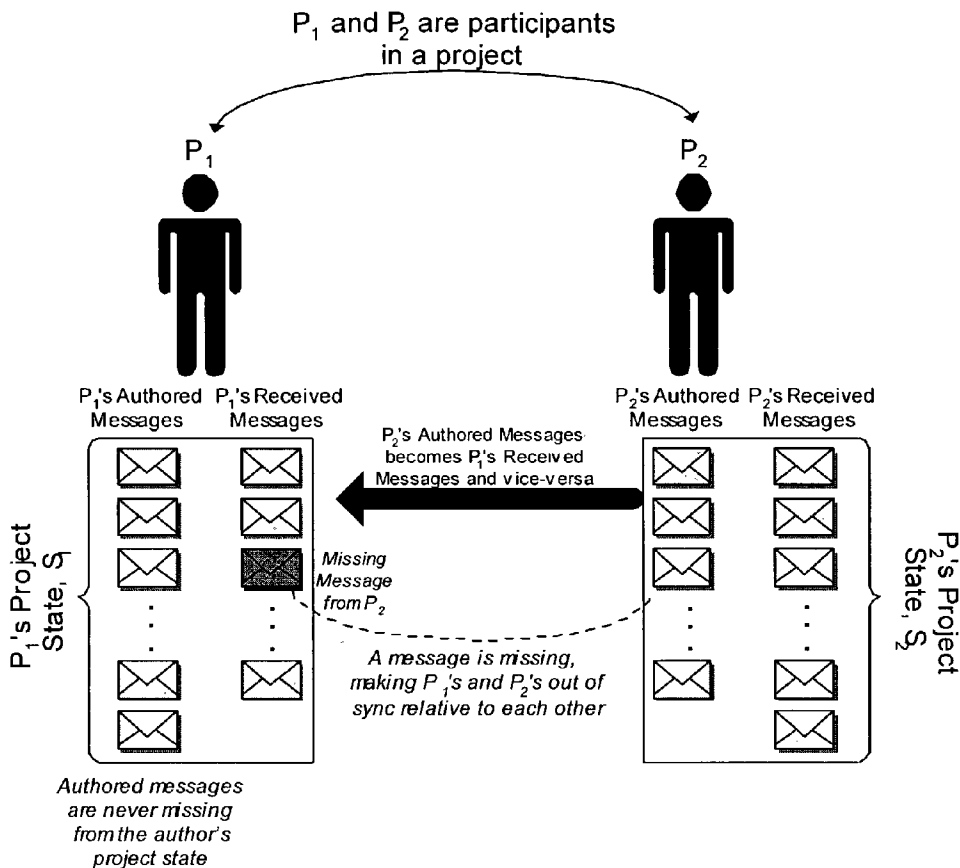 P₁ and P₂ are participants
in a project
P₁
P₂
P₁'s Authored
Messages
P₁'s Received
Messages
P₂'s Authored
Messages
P₂'s Received
Messages
P₂'s Authored Messages
becomes P₁'s Received
Messages and vice-versa
P₁'s Project
State, S₁
Missing
Message
from P₂
P₂'s Project
State, S₂
A message is missing,
making P₁'s and P₂'s out of
sync relative to each other
Authored messages
are never missing
from the author's
project state